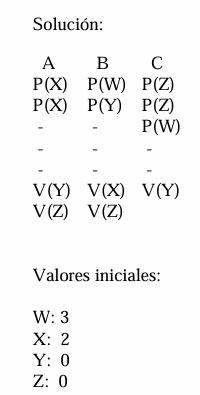 Solución:
A B C
P(X) P(W) P(Z)
P(X) P(Y) P(Z)
- - P(W)
- - -
- - -
V(Y) V(X) V(Y)
V(Z) V(Z)
Valores iniciales:
W: 3
X: 2
Y: 0
Z: 0